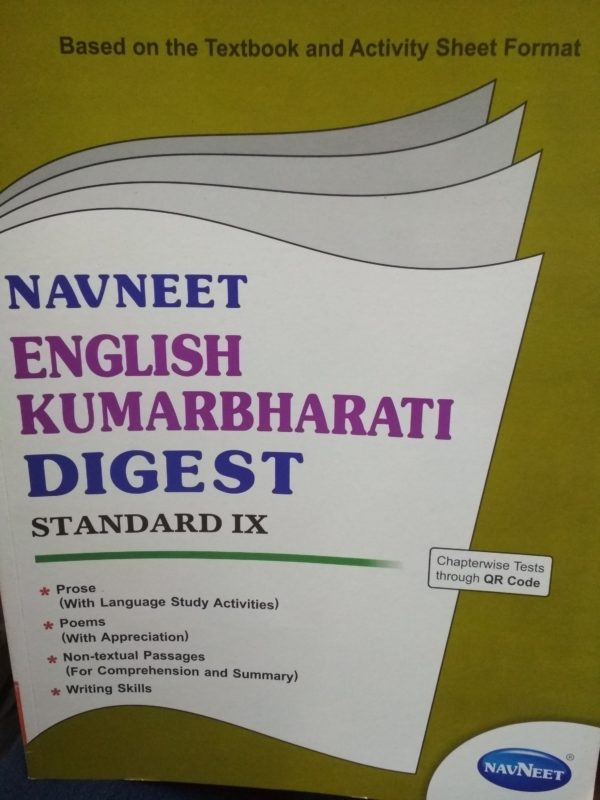 Based on the Textbook and Activity Sheet Format
NAVNEET
ENGLISH
KUMARBHARATI
DIGEST
STANDARD IX
Chapterwise Tests
through QR Code
* Prose
(With Language Study Activities)
* Poems
(With Appreciation)
* Non-textual Passages
(For Comprehension and Summary)
* Writing Skills
NAVNEET®